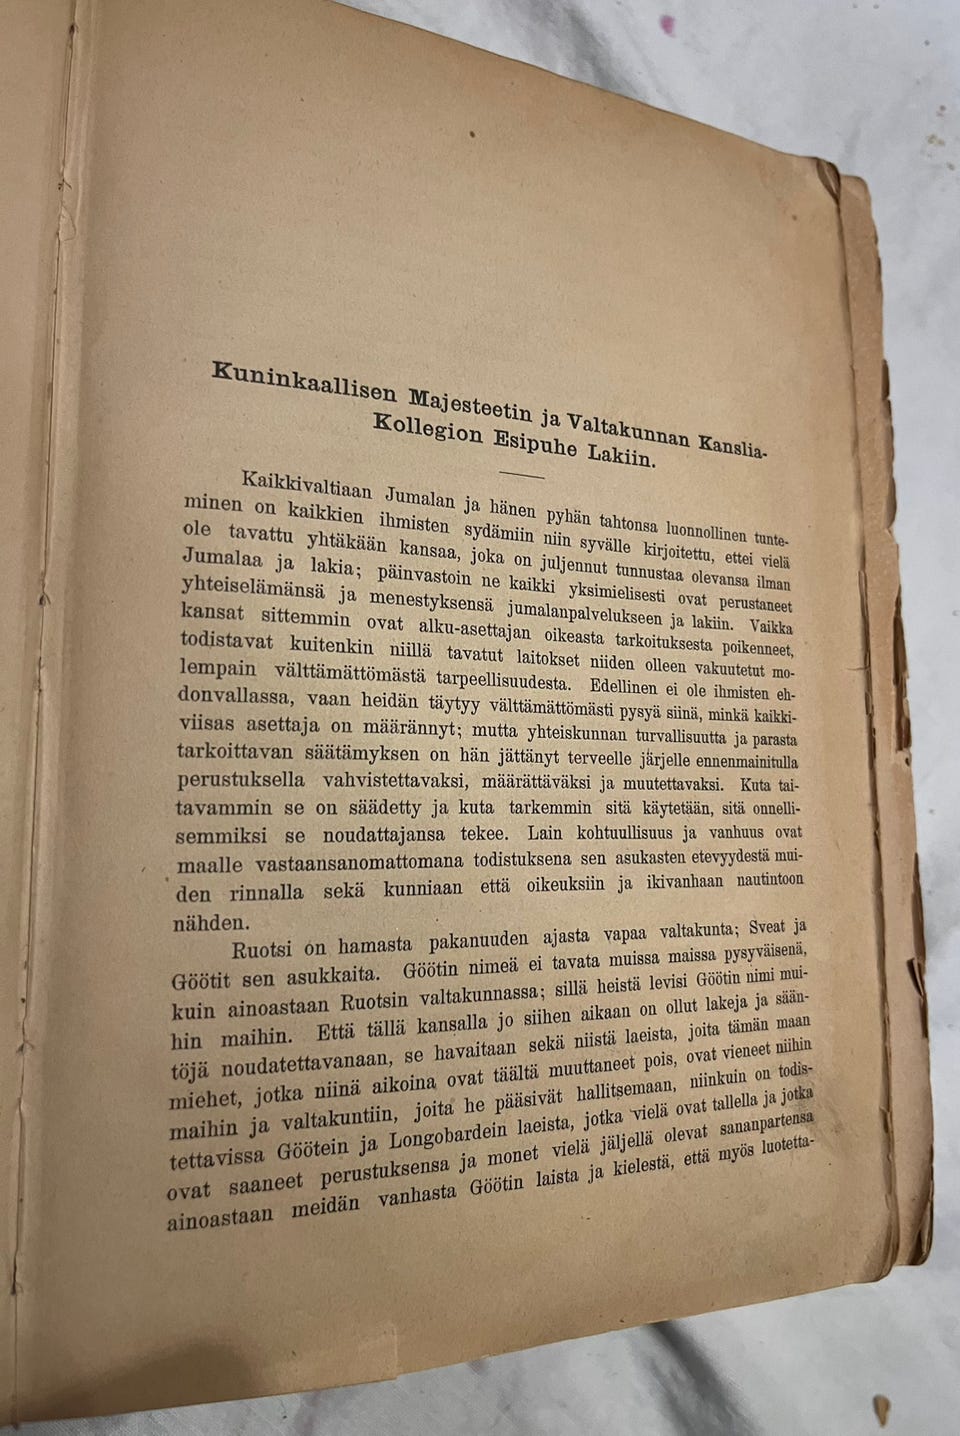 Kuninkaallisen Majesteetin ja Valtakunnan Kanslia-
Kollegion Esipuhe Lakiin.
Kaikkivaltiaan Jumalan ja hänen pyhän tahtonsa luonnollinen tunte-
minen on kaikkien ihmisten sydämiin niin syvälle kirjoitettu, ettei vielä
ole tavattu yhtäkään kansaa, joka on juljennut tunnustaa olevansa ilman
Jumalaa ja lakia; päinvastoin ne kaikki yksimielisesti ovat perustaneet
yhteiselämänsä ja menestyksensä jumalanpalvelukseen ja lakiin. Vaikka
kansat sittemmin ovat alku-asettajan oikeasta tarkoituksesta poikenneet,
todistavat kuitenkin niillä tavatut laitokset niiden olleen vakuutetut mo-
lempain välttämättömästä tarpeellisuudesta. Edellinen ei ole ihmisten eh-
donvallassa, vaan heidän täytyy välttämättömästi pysyä siinä, minkä kaikki-
viisas asettaja on määrännyt; mutta yhteiskunnan turvallisuutta ja parasta
tarkoittavan säätämyksen on hän jättänyt terveelle järjelle ennenmainitulla
perustuksella vahvistettavaksi, määrättäväksi ja muutettavaksi. Kuta tai-
tavammin se on säädetty ja kuta tarkemmin sitä käytetään, sitä onnelli-
semmiksi se noudattajansa tekee. Lain kohtuullisuus ja vanhuus ovat
maalle vastaansanomattomana todistuksena sen asukasten etevyydestä mui-
den rinnalla sekä kunniaan että oikeuksiin ja ikivanhaan nautintoon
nähden.
Ruotsi on hamasta pakanuuden ajasta vapaa valtakunta; Sveat ja
Göötit sen asukkaita. Göötin nimeä ei tavata muissa maissa pysyväisenä,
kuin ainoastaan Ruotsin valtakunnassa; sillä heistä levisi Göötin nimi mui-
hin maihin. Että tällä kansalla jo siihen aikaan on ollut lakeja ja sään-
töjä noudatettavanaan, se havaitaan sekä niistä laeista, joita tämän maan
miehet, jotka niinä aikoina ovat täältä muuttaneet pois, ovat vieneet niihin
maihin ja valtakuntiin, joita he pääsivät hallitsemaan, niinkuin on todis-
tettavissa Göötein ja Longobardein laeista, jotka vielä ovat tallella ja jotka
ovat saaneet perustuksensa ja monet vielä jäljellä olevat sananpartensa
ainoastaan meidän vanhasta Göötin laista ja kielestä, että myös luotetta-